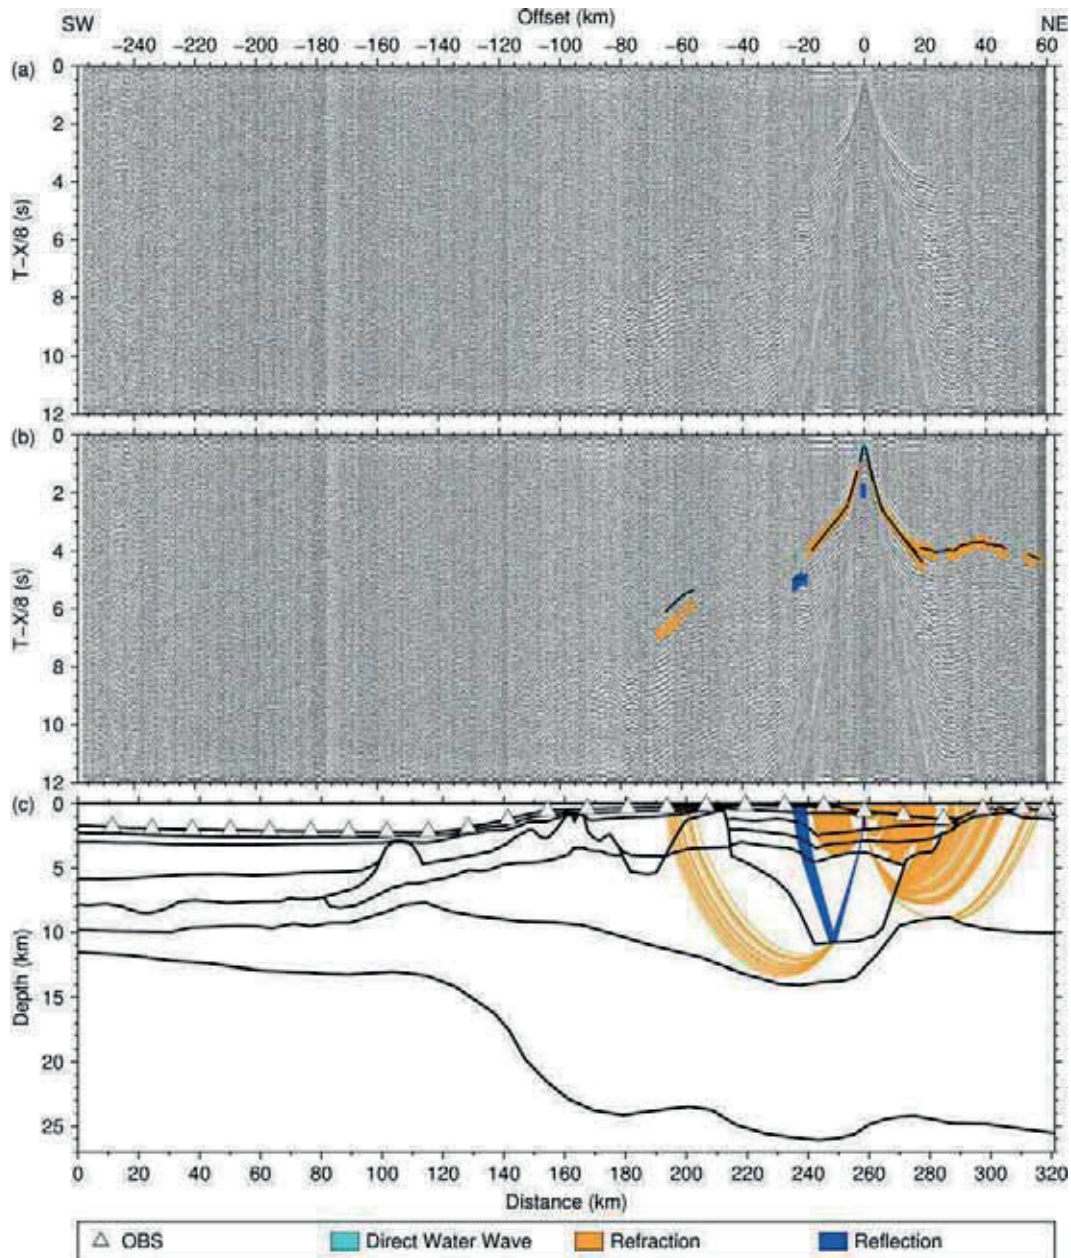 SW Offset (km) NE
−240 −220 −200 −180 −160 −140 −120 −100 −80 −60 −40 −20 0 20 40 60
(a)
0
2
4
6
8
10
12
T−X/8 (s)
(b)
0
2
4
6
8
10
12
T−X/8 (s)
(c)
0
5
10
15
20
25
Depth (km)
0 20 40 60 80 100 120 140 160 180 200 220 240 260 280 300 320
Distance (km)
OBS Direct Water Wave Refraction Reflection